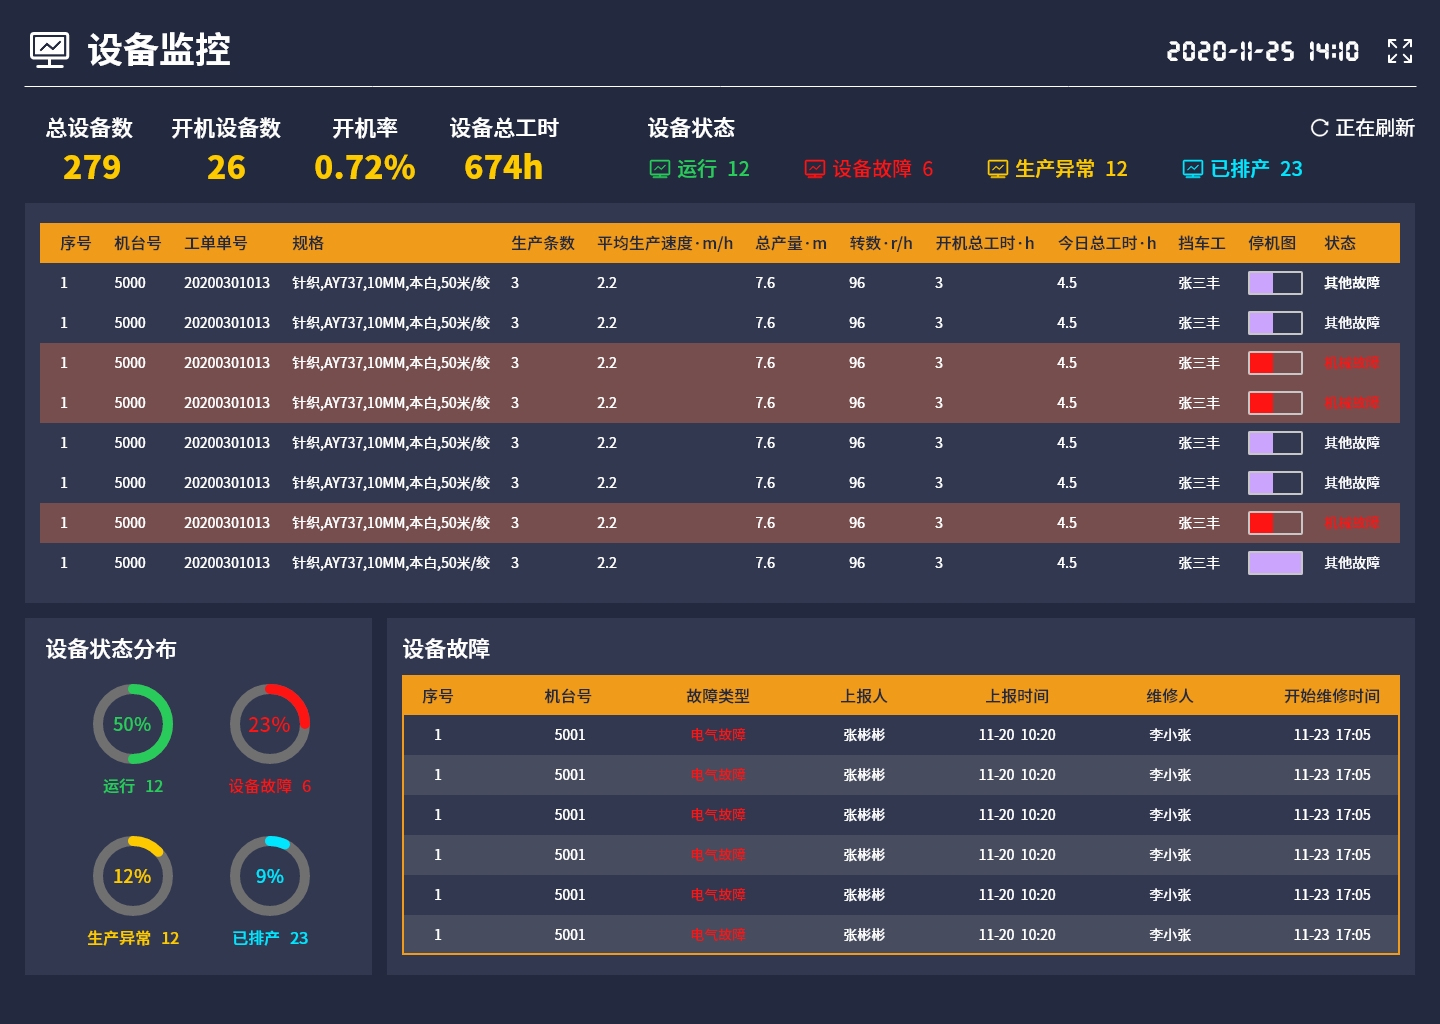 设备监控
2020-11-25 14:10
总设备数 开机设备数 开机率 设备总工时 设备状态 正在刷新
279 26 0.72% 674h 运行 12 设备故障 6 生产异常 12 已排产 23
序号 机台号 工单单号 规格 生产条数 平均生产速度·m/h 总产量·m 转数·r/h 开机总工时·h 今日总工时·h 挡车工 停机图 状态
1 5000 20200301013 针织,AY737,10MM,本白,50米/绞 3 2.2 7.6 96 3 4.5 张三丰 其他故障
1 5000 20200301013 针织,AY737,10MM,本白,50米/绞 3 2.2 7.6 96 3 4.5 张三丰 其他故障
1 5000 20200301013 针织,AY737,10MM,本白,50米/绞 3 2.2 7.6 96 3 4.5 张三丰 机械故障
1 5000 20200301013 针织,AY737,10MM,本白,50米/绞 3 2.2 7.6 96 3 4.5 张三丰 机械故障
1 5000 20200301013 针织,AY737,10MM,本白,50米/绞 3 2.2 7.6 96 3 4.5 张三丰 其他故障
1 5000 20200301013 针织,AY737,10MM,本白,50米/绞 3 2.2 7.6 96 3 4.5 张三丰 其他故障
1 5000 20200301013 针织,AY737,10MM,本白,50米/绞 3 2.2 7.6 96 3 4.5 张三丰 机械故障
1 5000 20200301013 针织,AY737,10MM,本白,50米/绞 3 2.2 7.6 96 3 4.5 张三丰 其他故障
设备状态分布
50% 23%
运行 12 设备故障 6
12% 9%
生产异常 12 已排产 23
设备故障
序号 机台号 故障类型 上报人 上报时间 维修人 开始维修时间
1 5001 电气故障 张彬彬 11-20 10:20 李小张 11-23 17:05
1 5001 电气故障 张彬彬 11-20 10:20 李小张 11-23 17:05
1 5001 电气故障 张彬彬 11-20 10:20 李小张 11-23 17:05
1 5001 电气故障 张彬彬 11-20 10:20 李小张 11-23 17:05
1 5001 电气故障 张彬彬 11-20 10:20 李小张 11-23 17:05
1 5001 电气故障 张彬彬 11-20 10:20 李小张 11-23 17:05